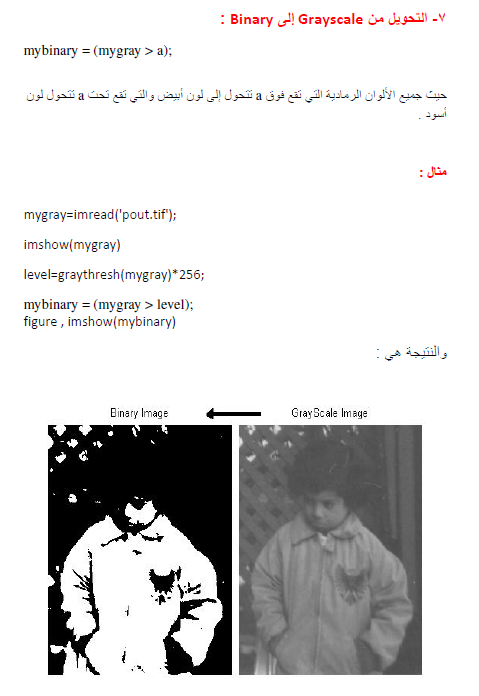 ٧- التحويل من Grayscale إلى Binary :
mybinary = (mygray > a);
حيث جميع الألوان الرمادية التي تقع فوق a تتحول إلى لون أبيض والتي تقع تحت a تتحول لون
أسود .
مثال :
mygray=imread('pout.tif');
imshow(mygray)
level=graythresh(mygray)*256;
mybinary = (mygray > level);
figure , imshow(mybinary)
والنتيجة هي :
Binary Image GrayScale Image